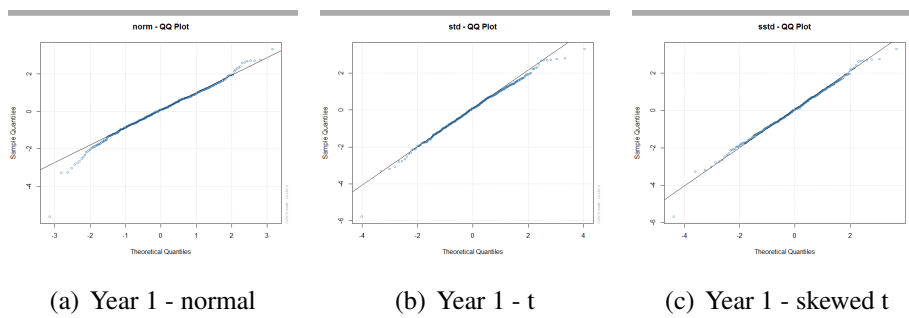 norm - QQ Plot
std - QQ Plot
sstd - QQ Plot
Sample Quantiles
2
0
-2
-4
-3
-2
-1
0
1
2
3
Theoretical Quantiles
Sample Quantiles
2
0
-2
-4
-6
-4
-2
0
2
4
Theoretical Quantiles
Sample Quantiles
2
0
-2
-4
-6
-4
-2
0
2
Theoretical Quantiles
(a) Year 1 - normal
(b) Year 1 - t
(c) Year 1 - skewed t